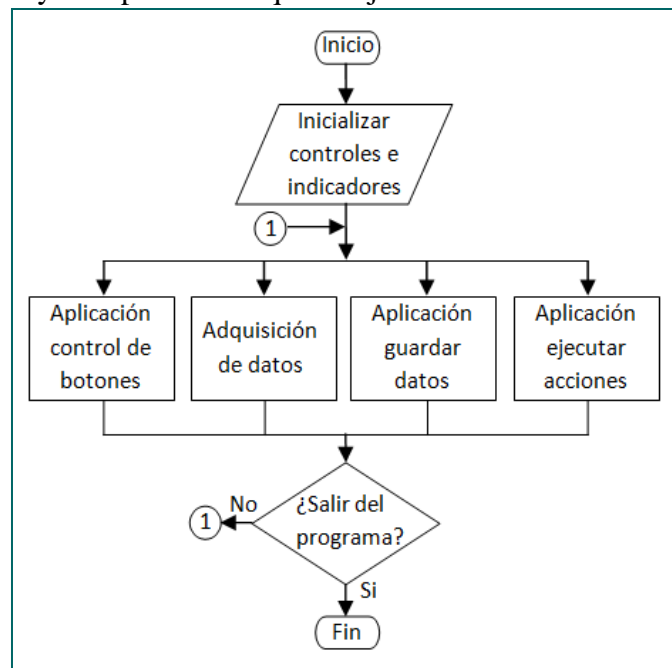 Inicio
Inicializar
controles e
indicadores
1
Aplicación
control de
botones
Adquisición
de datos
Aplicación
guardar
datos
Aplicación
ejecutar
acciones
¿Salir del
programa?
No
1
Si
Fin